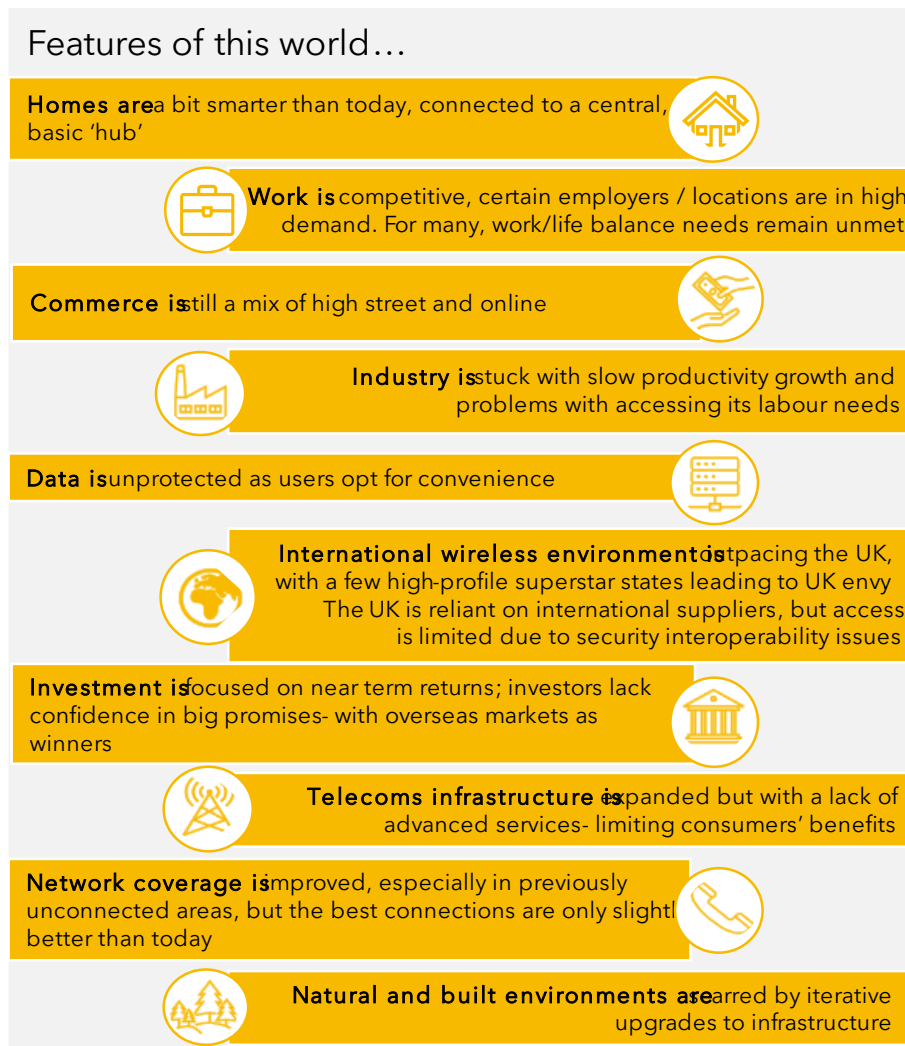 Features of this world…
Homes are a bit smarter than today, connected to a central,
basic ‘hub’
Work is competitive, certain employers / locations are in high
demand. For many, work/life balance needs remain unmet
Commerce is still a mix of high street and online
Industry is stuck with slow productivity growth and
problems with accessing its labour needs
Data is unprotected as users opt for convenience
International wireless environment is outpacing the UK,
with a few high-profile superstar states leading to UK envy
The UK is reliant on international suppliers, but access
is limited due to security interoperability issues
Investment is focused on near term returns; investors lack
confidence in big promises- with overseas markets as
winners
Telecoms infrastructure is expanded but with a lack of
advanced services- limiting consumers’ benefits
Network coverage is improved, especially in previously
unconnected areas, but the best connections are only slightl
better than today
Natural and built environments are scarred by iterative
upgrades to infrastructure